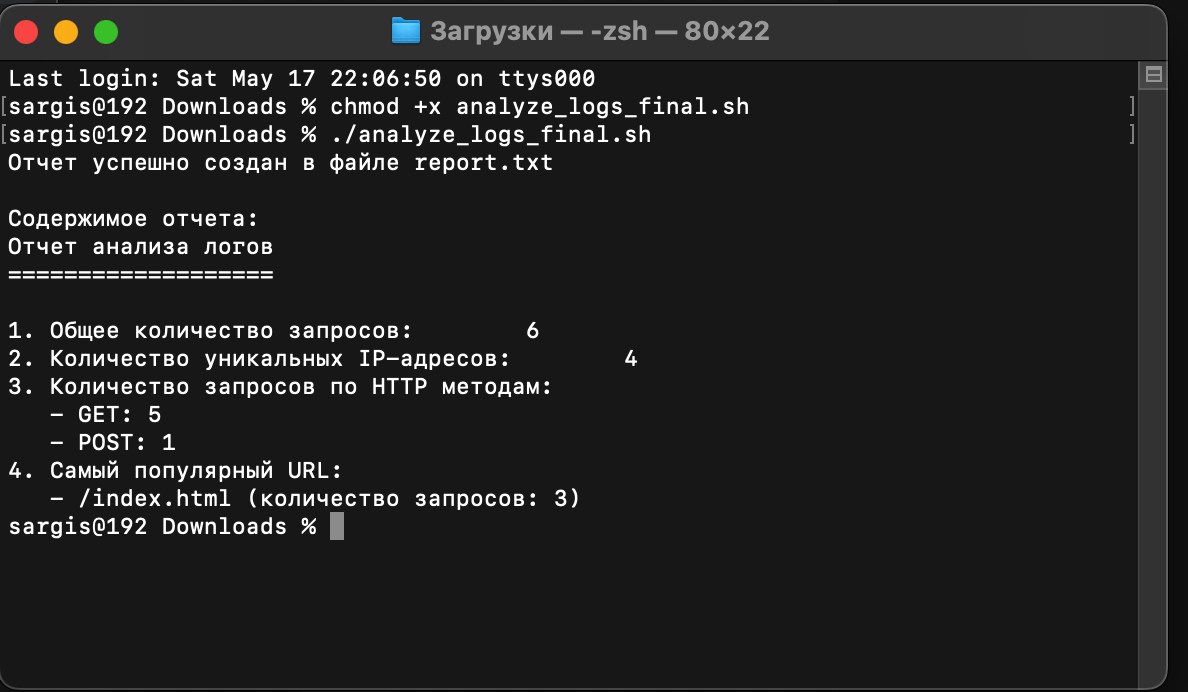 Загрузки — -zsh — 80×22
Last login: Sat May 17 22:06:50 on ttys000
[sargis@192 Downloads % chmod +x analyze_logs_final.sh ]
[sargis@192 Downloads % ./analyze_logs_final.sh ]
Отчет успешно создан в файле report.txt
Содержимое отчета:
Отчет анализа логов
===================
1. Общее количество запросов:        6
2. Количество уникальных IP-адресов:        4
3. Количество запросов по HTTP методам:
   - GET: 5
   - POST: 1
4. Самый популярный URL:
   - /index.html (количество запросов: 3)
sargis@192 Downloads %